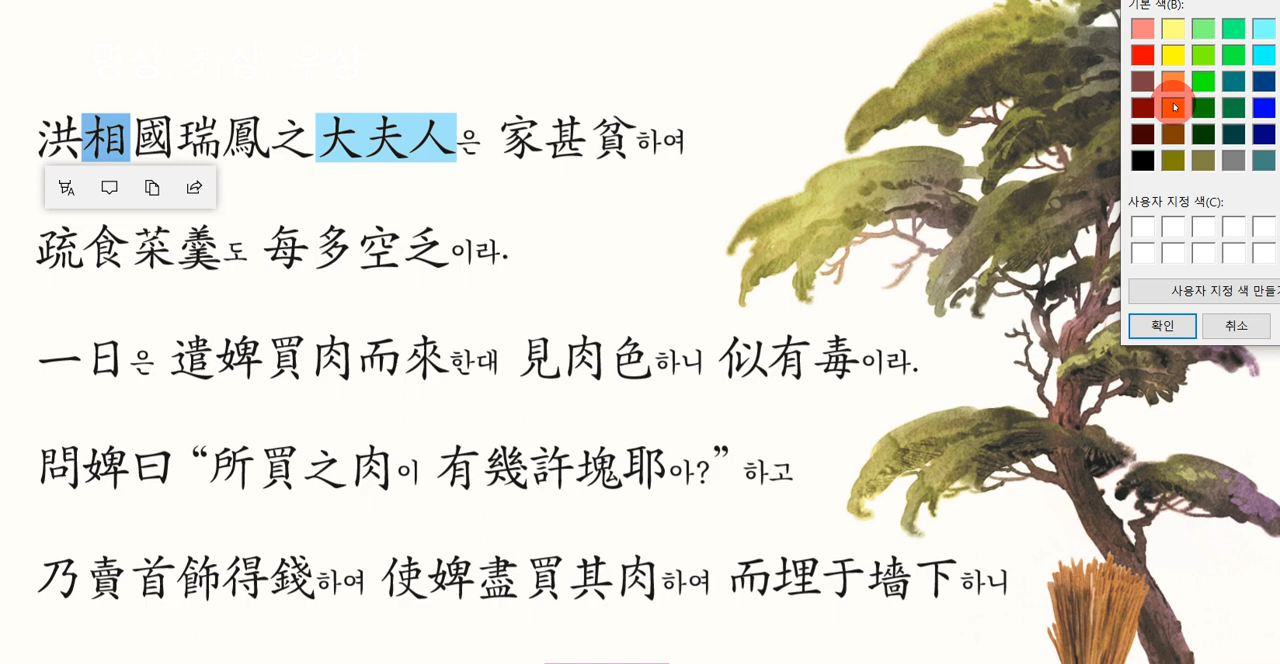 기본 색(B):
洪相國瑞鳳之大夫人은 家甚貧하여
疏食菜羹도 每多空乏이라.
사용자 지정 색(C):
사용자 지정 색 만들기
확인 취소
一日은 遣婢買肉而來한대 見肉色하니 似有毒이라.
問婢曰 “所買之肉이 有幾許塊耶아?” 하고
乃賣首飾得錢하여 使婢盡買其肉하여 而埋于墻下하니